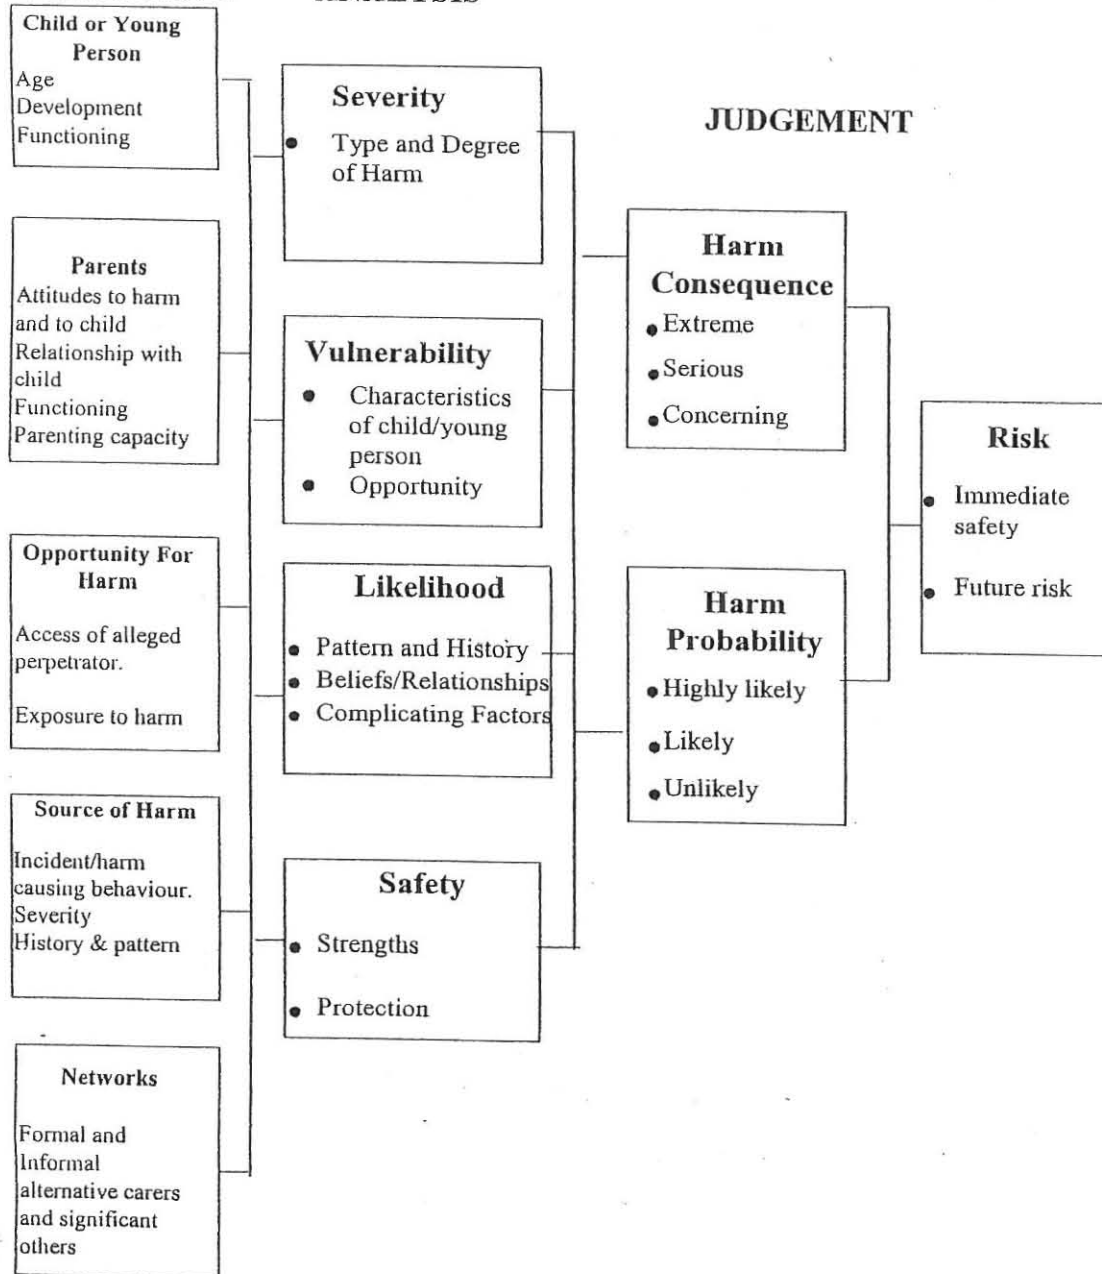 Child or Young
Person
Age
Development
Functioning
Parents
Attitudes to harm
and to child
Relationship with
child
Functioning
Parenting capacity
Opportunity For
Harm
Access of alleged
perpetrator.
Exposure to harm
Source of Harm
Incident/harm
causing behaviour.
Severity
History & pattern
Networks
Formal and
Informal
alternative carers
and significant
others
Severity
• Type and Degree
of Harm
Vulnerability
• Characteristics
of child/young
person
• Opportunity
Likelihood
• Pattern and History
• Beliefs/Relationships
• Complicating Factors
Safety
• Strengths
• Protection
JUDGEMENT
Harm
Consequence
• Extreme
• Serious
• Concerning
Harm
Probability
• Highly likely
• Likely
• Unlikely
Risk
• Immediate
safety
• Future risk